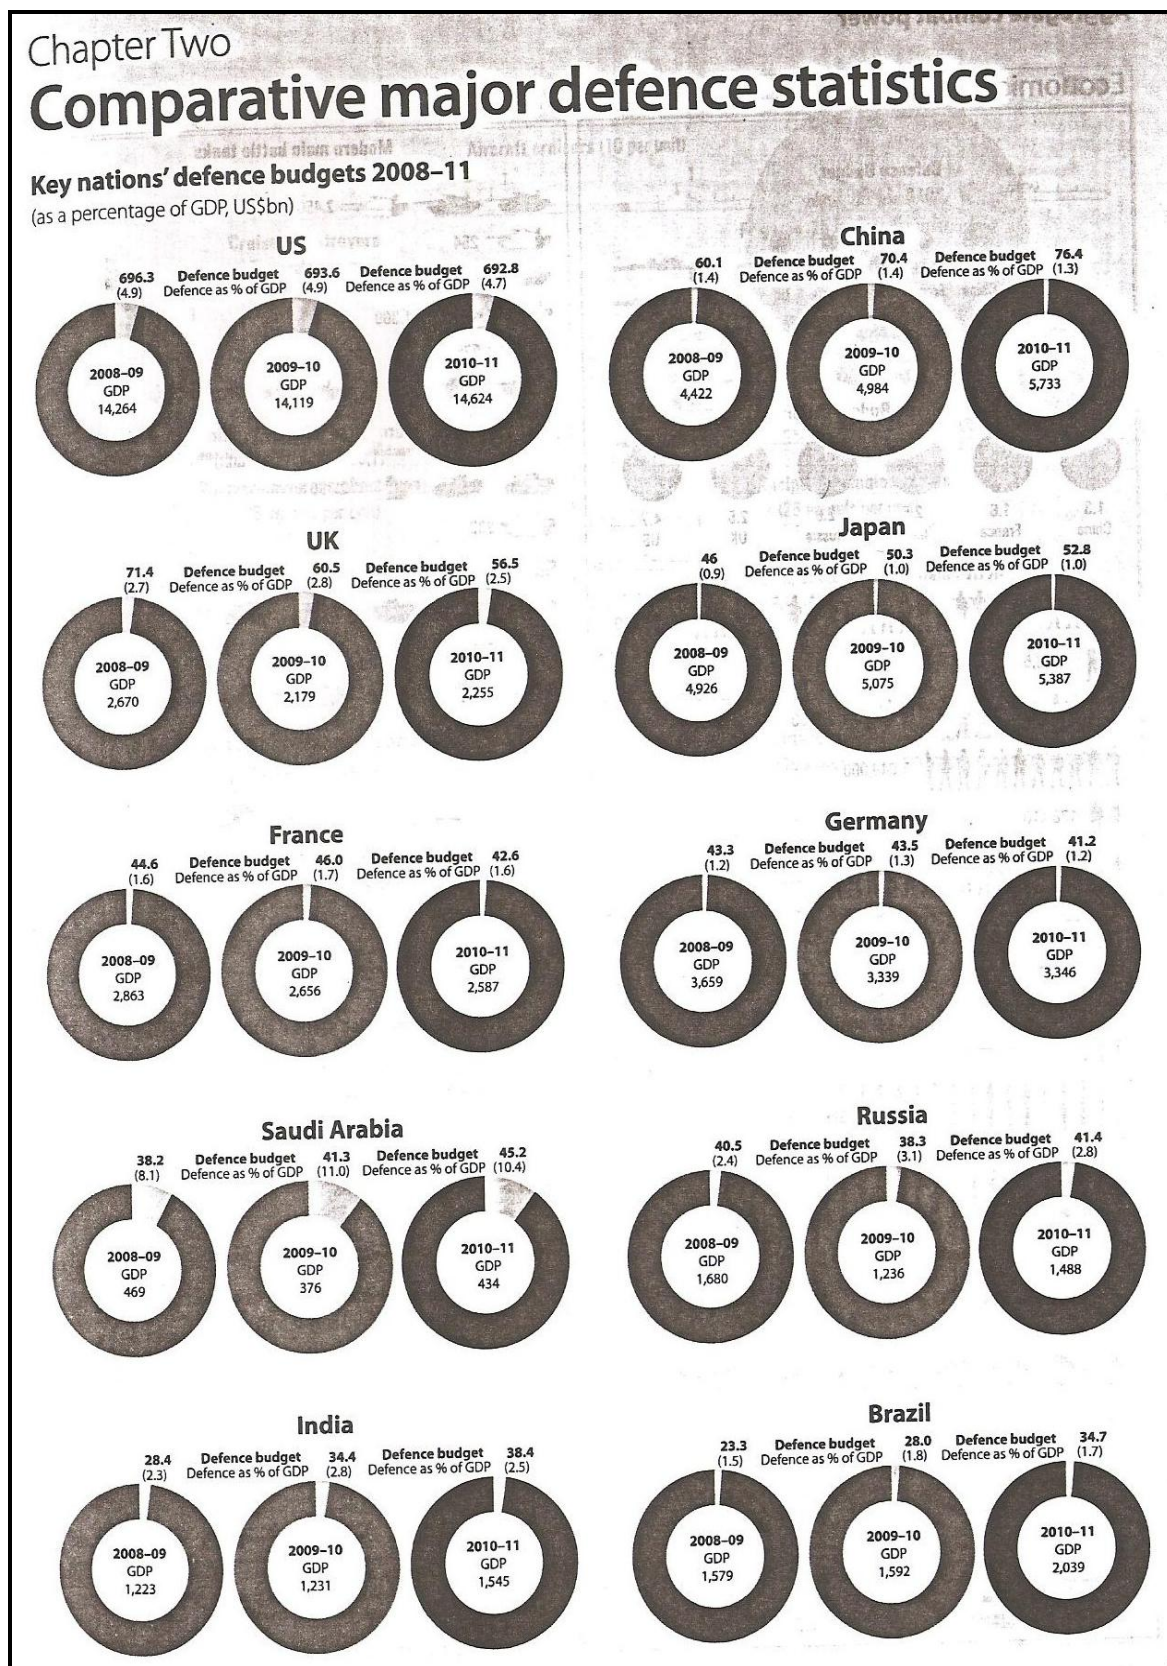 Chapter Two
Comparative major defence statistics
Key nations' defence budgets 2008–11
(as a percentage of GDP, US$bn)
US
696.3 Defence budget 693.6 Defence budget 692.8
(4.9) Defence as % of GDP (4.9) Defence as % of GDP (4.7)
2008–09 2009–10 2010–11
GDP GDP GDP
14,264 14,119 14,624
China
60.1 Defence budget 70.4 Defence budget 76.4
(1.4) Defence as % of GDP (1.4) Defence as % of GDP (1.3)
2008–09 2009–10 2010–11
GDP GDP GDP
4,422 4,984 5,733
UK
71.4 Defence budget 60.5 Defence budget 56.5
(2.7) Defence as % of GDP (2.8) Defence as % of GDP (2.5)
2008–09 2009–10 2010–11
GDP GDP GDP
2,670 2,179 2,255
Japan
46 Defence budget 50.3 Defence budget 52.8
(0.9) Defence as % of GDP (1.0) Defence as % of GDP (1.0)
2008–09 2009–10 2010–11
GDP GDP GDP
4,926 5,075 5,387
France
44.6 Defence budget 46.0 Defence budget 42.6
(1.6) Defence as % of GDP (1.7) Defence as % of GDP (1.6)
2008–09 2009–10 2010–11
GDP GDP GDP
2,863 2,656 2,587
Germany
43.3 Defence budget 43.5 Defence budget 41.2
(1.2) Defence as % of GDP (1.3) Defence as % of GDP (1.2)
2008–09 2009–10 2010–11
GDP GDP GDP
3,659 3,339 3,346
Saudi Arabia
38.2 Defence budget 41.3 Defence budget 45.2
(8.1) Defence as % of GDP (11.0) Defence as % of GDP (10.4)
2008–09 2009–10 2010–11
GDP GDP GDP
469 376 434
Russia
40.5 Defence budget 38.3 Defence budget 41.4
(2.4) Defence as % of GDP (3.1) Defence as % of GDP (2.8)
2008–09 2009–10 2010–11
GDP GDP GDP
1,680 1,236 1,488
India
28.4 Defence budget 34.4 Defence budget 38.4
(2.3) Defence as % of GDP (2.8) Defence as % of GDP (2.5)
2008–09 2009–10 2010–11
GDP GDP GDP
1,223 1,231 1,545
Brazil
23.3 Defence budget 28.0 Defence budget 34.7
(1.5) Defence as % of GDP (1.8) Defence as % of GDP (1.7)
2008–09 2009–10 2010–11
GDP GDP GDP
1,579 1,592 2,039